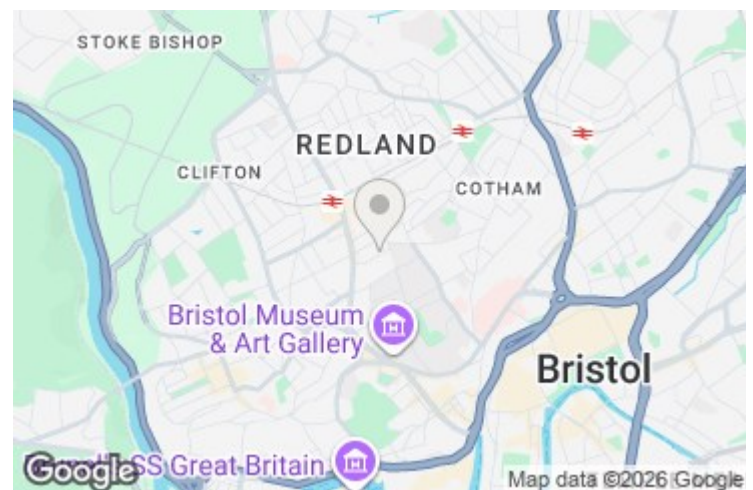 STOKE BISHOP
REDLAND
CLIFTON
COTHAM
Bristol Museum
& Art Gallery
Bristol
Google
SS Great Britain
Map data ©2026 Google